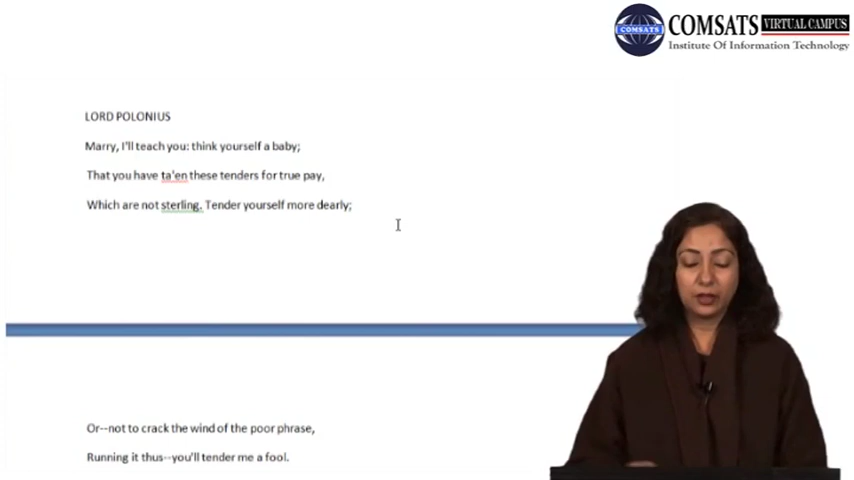 COMSATS VIRTUAL CAMPUS
COMSATS
Institute Of Information Technology
LORD POLONIUS
Marry, I'll teach you: think yourself a baby;
That you have ta'en these tenders for true pay,
Which are not sterling. Tender yourself more dearly;
Or--not to crack the wind of the poor phrase,
Running it thus--you'll tender me a fool.